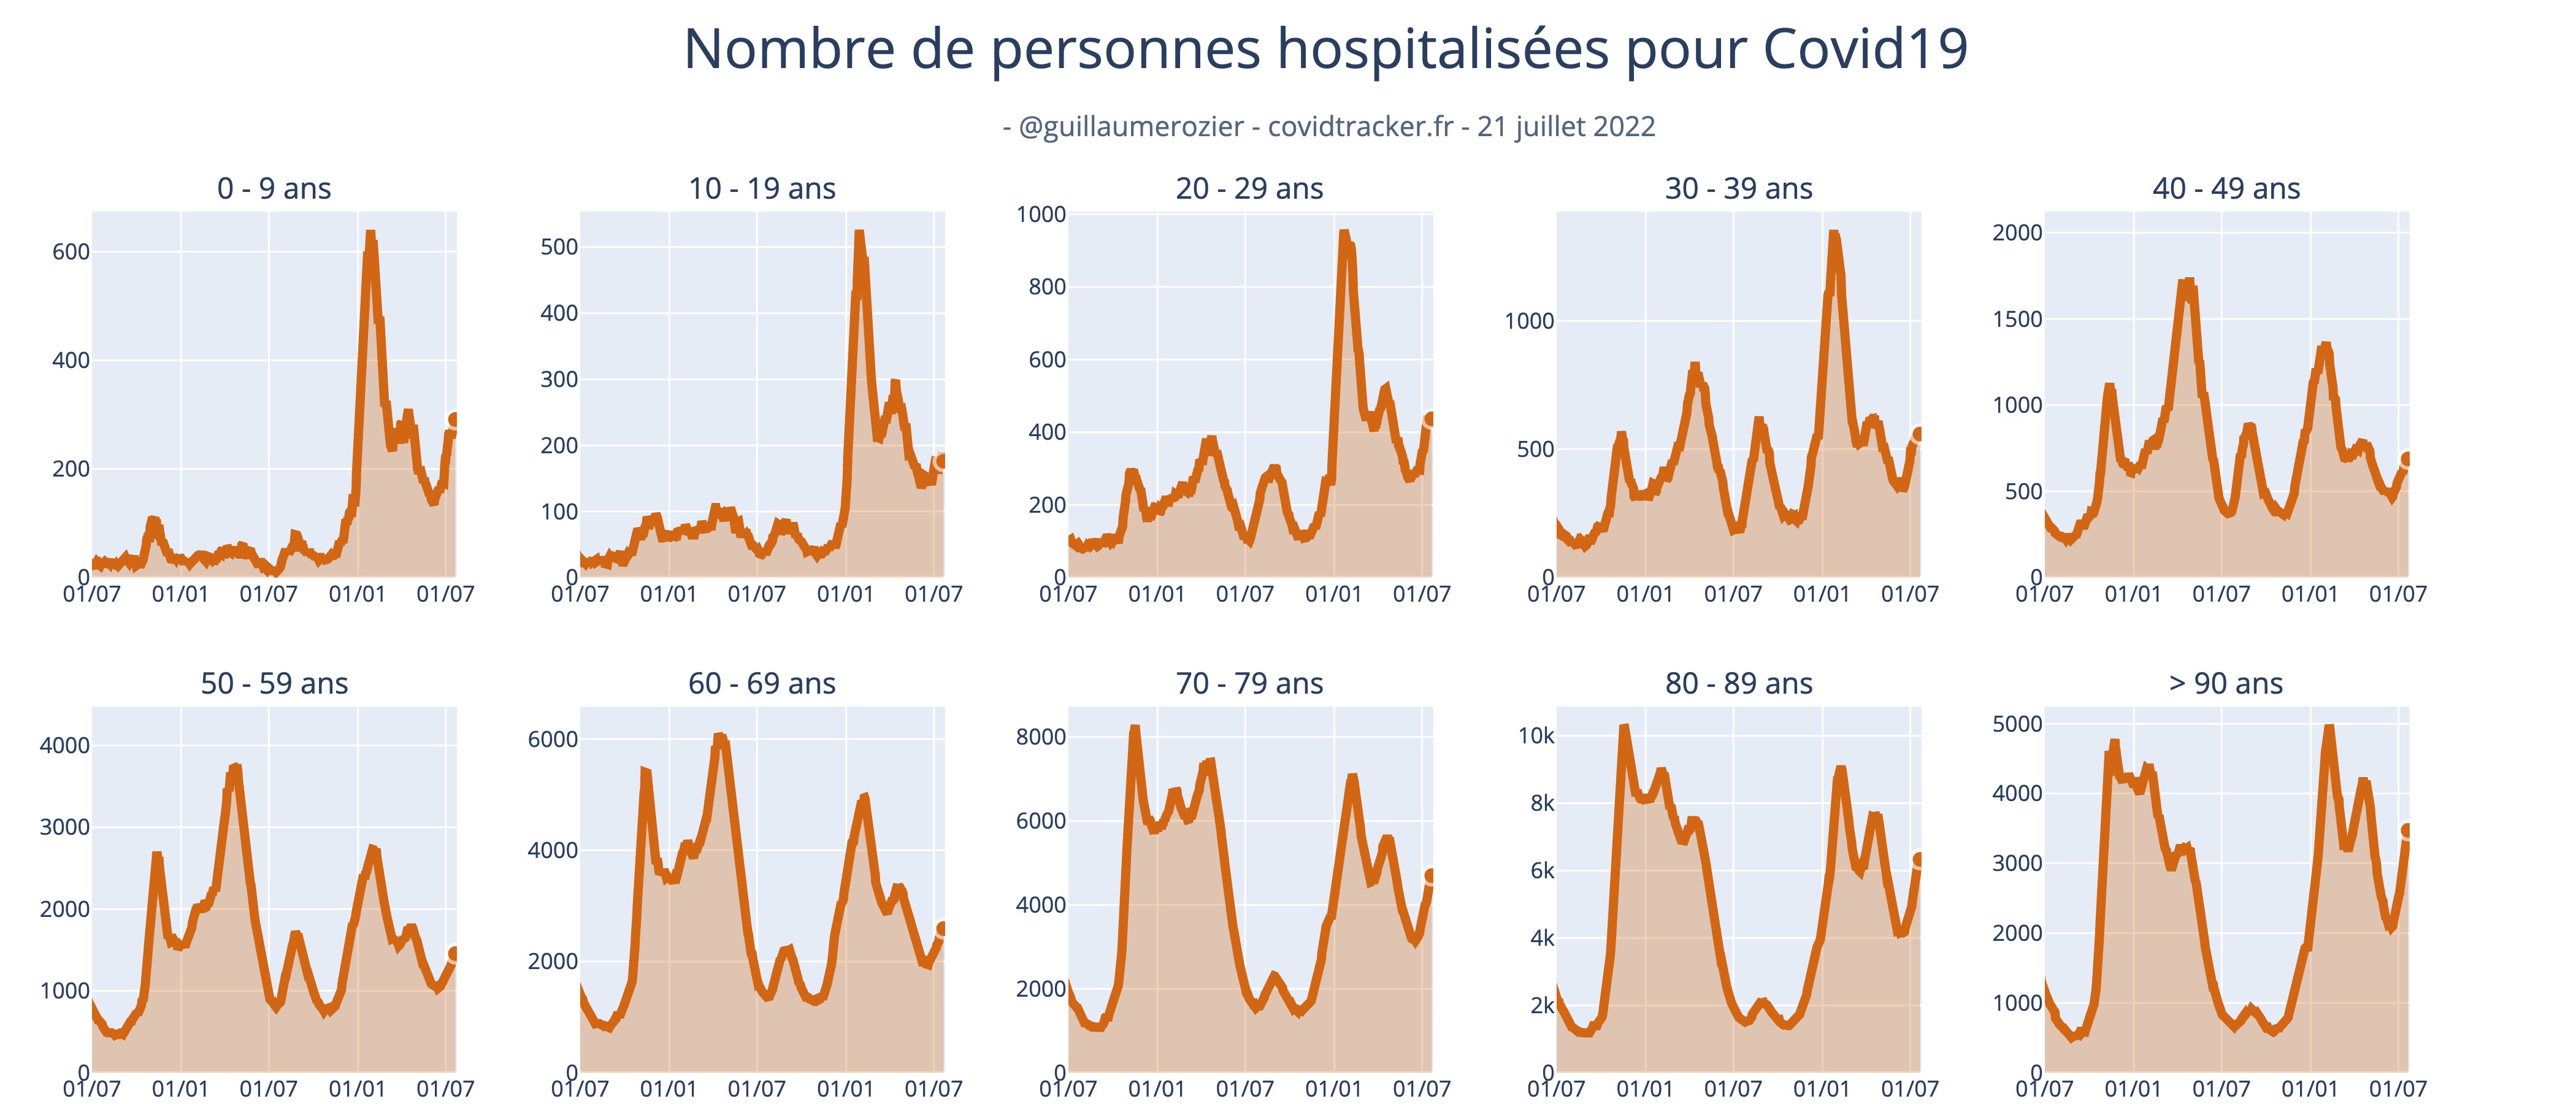 Nombre de personnes hospitalisées pour Covid19
- @guillaumerozier - covidtracker.fr - 21 juillet 2022
0 - 9 ans
600
400
200
0
01/07 01/01 01/07 01/01 01/07
10 - 19 ans
500
400
300
200
100
0
01/07 01/01 01/07 01/01 01/07
20 - 29 ans
1000
800
600
400
200
0
01/07 01/01 01/07 01/01 01/07
30 - 39 ans
1000
500
0
01/07 01/01 01/07 01/01 01/07
40 - 49 ans
2000
1500
1000
500
0
01/07 01/01 01/07 01/01 01/07
50 - 59 ans
4000
3000
2000
1000
0
01/07 01/01 01/07 01/01 01/07
60 - 69 ans
6000
4000
2000
0
01/07 01/01 01/07 01/01 01/07
70 - 79 ans
8000
6000
4000
2000
0
01/07 01/01 01/07 01/01 01/07
80 - 89 ans
10k
8k
6k
4k
2k
0
01/07 01/01 01/07 01/01 01/07
> 90 ans
5000
4000
3000
2000
1000
0
01/07 01/01 01/07 01/01 01/07